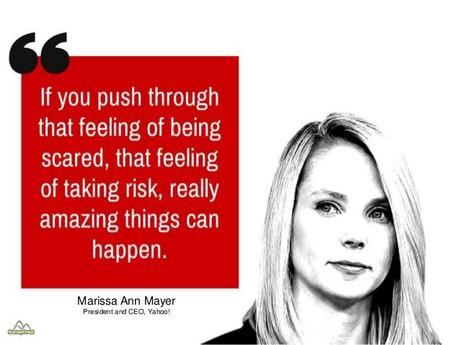 If you push through
that feeling of being
scared, that feeling
of taking risk, really
amazing things can
happen.
Marissa Ann Mayer
President and CEO, Yahoo!